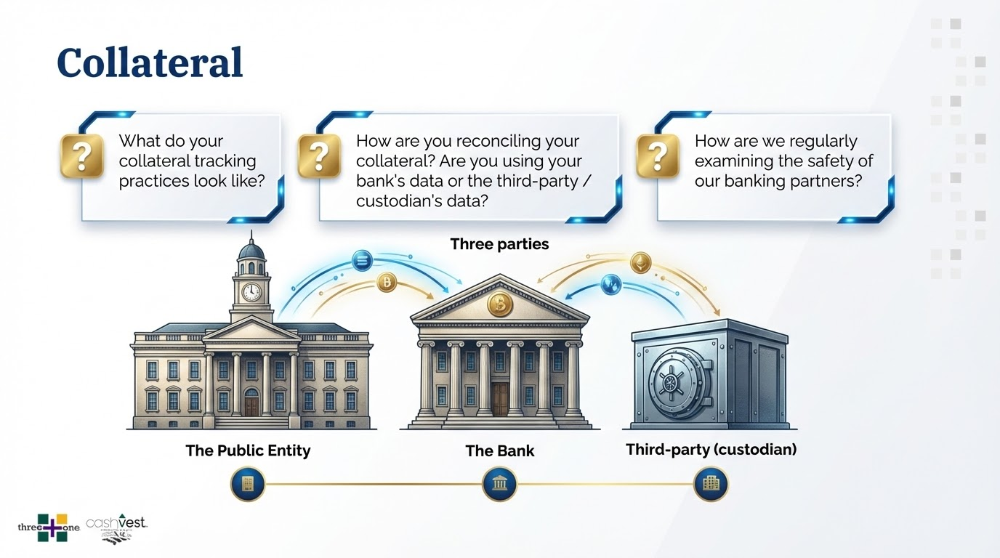 Collateral
What do your
collateral tracking
practices look like?
How are you reconciling your
collateral? Are you using your
bank's data or the third-party /
custodian's data?
How are we regularly
examining the safety of
our banking partners?
Three parties
The Public Entity
The Bank
Third-party (custodian)
three+one
cashvest